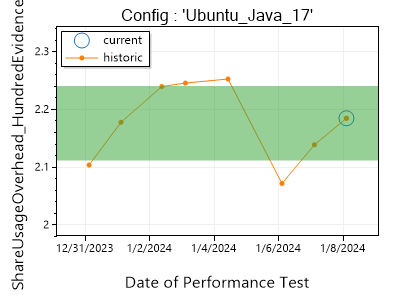 Config : 'Ubuntu_Java_17'
current
historic
ShareUsageOverhead_HundredEvidence
2.3
2.2
2.1
2
12/31/2023
1/2/2024
1/4/2024
1/6/2024
1/8/2024
Date of Performance Test